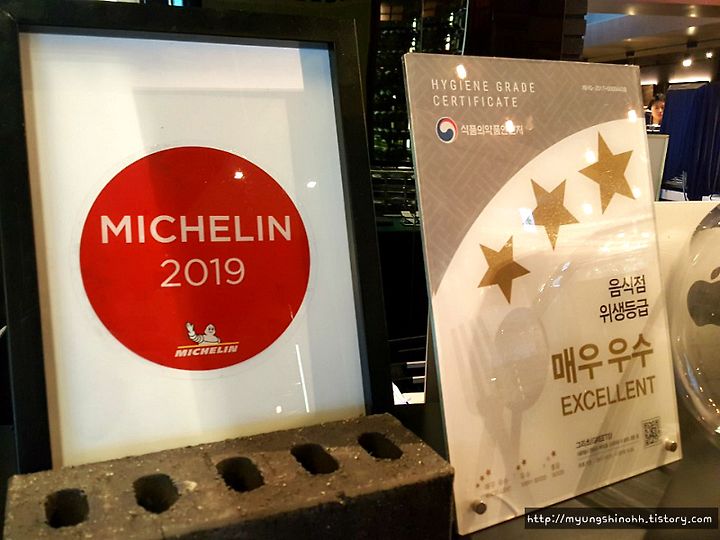 MICHELIN
2019
MICHELIN
HYGIENE GRADE
CERTIFICATE
식품의약품안전처
음식점
위생등급
매우 우수
EXCELLENT
http://myungshinohh.tistory.com